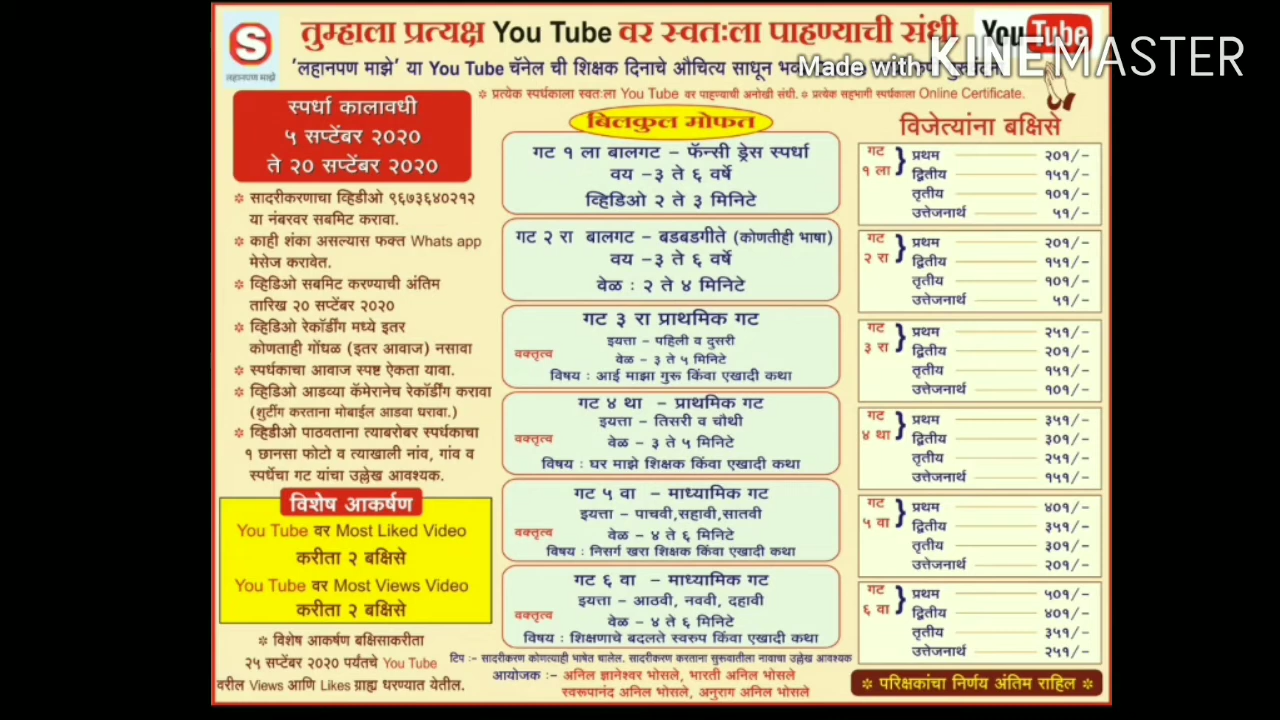 तुम्हाला प्रत्यक्ष You Tube वर स्वतःला पाहण्याची संधी
You Tube
S
लहानपण माझे
'लहानपण माझे' या You Tube चॅनेल ची शिक्षक दिनाचे औचित्य साधून
Made with KINEMASTER
✽ प्रत्येक स्पर्धकाला स्वतःला You Tube वर पाहण्याची अनोखी संधी. ✽ प्रत्येक सहभागी स्पर्धकाला Online Certificate.
स्पर्धा कालावधी
५ सप्टेंबर २०२०
ते २० सप्टेंबर २०२०
✽ सादरीकरणाचा व्हिडीओ ९६७३६४०२१२
या नंबरवर सबमिट करावा.
✽ काही शंका असल्यास फक्त Whats app
मेसेज करावेत.
✽ व्हिडिओ सबमिट करण्याची अंतिम
तारिख २० सप्टेंबर २०२०
✽ व्हिडिओ रेकॉर्डींग मध्ये इतर
कोणताही गोंधळ (इतर आवाज) नसावा
✽ स्पर्धकाचा आवाज स्पष्ट ऐकता यावा.
✽ व्हिडिओ आडव्या कॅमेरानेच रेकॉर्डींग करावा
(शुटींग करताना मोबाईल आडवा धरावा.)
✽ व्हिडीओ पाठवताना त्याबरोबर स्पर्धकाचा
१ छानसा फोटो व त्याखाली नांव, गांव व
स्पर्धेचा गट यांचा उल्लेख आवश्यक.
विशेष आकर्षण
You Tube वर Most Liked Video
करीता २ बक्षिसे
You Tube वर Most Views Video
करीता २ बक्षिसे
✽ विशेष आकर्षण बक्षिसाकरीता
२५ सप्टेंबर २०२० पर्यंतचे You Tube
वरील Views आणि Likes ग्राह्य धरण्यात येतील.
बिलकुल मोफत
गट १ ला बालगट – फॅन्सी ड्रेस स्पर्धा
वय –३ ते ६ वर्षे
व्हिडिओ २ ते ३ मिनिटे
गट २ रा बालगट – बडबडगीते (कोणतीही भाषा)
वय –३ ते ६ वर्षे
वेळ : २ ते ४ मिनिटे
गट ३ रा प्राथमिक गट
इयत्ता – पहिली व दुसरी
वक्तृत्व वेळ – ३ ते ५ मिनिटे
विषय : आई माझा गुरू किंवा एखादी कथा
गट ४ था – प्राथमिक गट
इयत्ता – तिसरी व चौथी
वक्तृत्व वेळ – ३ ते ५ मिनिटे
विषय : घर माझे शिक्षक किंवा एखादी कथा
गट ५ वा – माध्यामिक गट
इयत्ता – पाचवी,सहावी,सातवी
वक्तृत्व वेळ – ४ ते ६ मिनिटे
विषय : निसर्ग खरा शिक्षक किंवा एखादी कथा
गट ६ वा – माध्यामिक गट
इयत्ता – आठवी, नववी, दहावी
वक्तृत्व वेळ – ४ ते ६ मिनिटे
विषय : शिक्षणाचे बदलते स्वरुप किंवा एखादी कथा
टिप :– सादरीकरण कोणत्याही भाषेत चालेल. सादरीकरण करताना सुरूवातीला नावाचा उल्लेख आवश्यक
आयोजक :– अनिल ज्ञानेश्वर भोसले, भारती अनिल भोसले
स्वरूपानंद अनिल भोसले, अनुराग अनिल भोसले
विजेत्यांना बक्षिसे
गट १ ला
प्रथम २०१/–
द्वितीय १५१/–
तृतीय १०१/–
उत्तेजनार्थ ५१/–
गट २ रा
प्रथम २०१/–
द्वितीय १५१/–
तृतीय १०१/–
उत्तेजनार्थ ५१/–
गट ३ रा
प्रथम २५१/–
द्वितीय २०१/–
तृतीय १५१/–
उत्तेजनार्थ १०१/–
गट ४ था
प्रथम ३५१/–
द्वितीय ३०१/–
तृतीय २५१/–
उत्तेजनार्थ १५१/–
गट ५ वा
प्रथम ४०१/–
द्वितीय ३५१/–
तृतीय ३०१/–
उत्तेजनार्थ २०१/–
गट ६ वा
प्रथम ५०१/–
द्वितीय ४०१/–
तृतीय ३५१/–
उत्तेजनार्थ २५१/–
✽ परिक्षकांचा निर्णय अंतिम राहिल ✽